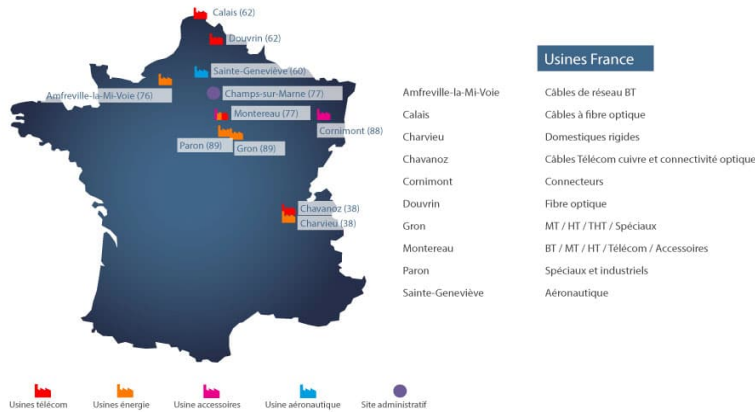 Calais (62)
Douvrin (62)
Sainte-Geneviève (60)
Amfreville-la-Mi-Voie (76)
Champs-sur-Marne (77)
Montereau (77)
Cornimont (88)
Paron (89)
Gron (89)
Chavanoz (38)
Charvieu (38)
Usines France
Amfreville-la-Mi-Voie Câbles de réseau BT
Calais Câbles à fibre optique
Charvieu Domestiques rigides
Chavanoz Câbles Télécom cuivre et connectivité optique
Cornimont Connecteurs
Douvrin Fibre optique
Gron MT / HT / THT / Spéciaux
Montereau BT / MT / HT / Télécom / Accessoires
Paron Spéciaux et industriels
Sainte-Geneviève Aéronautique
Usines télécom Usines énergie Usine accessoires Usine aéronautique Site administratif